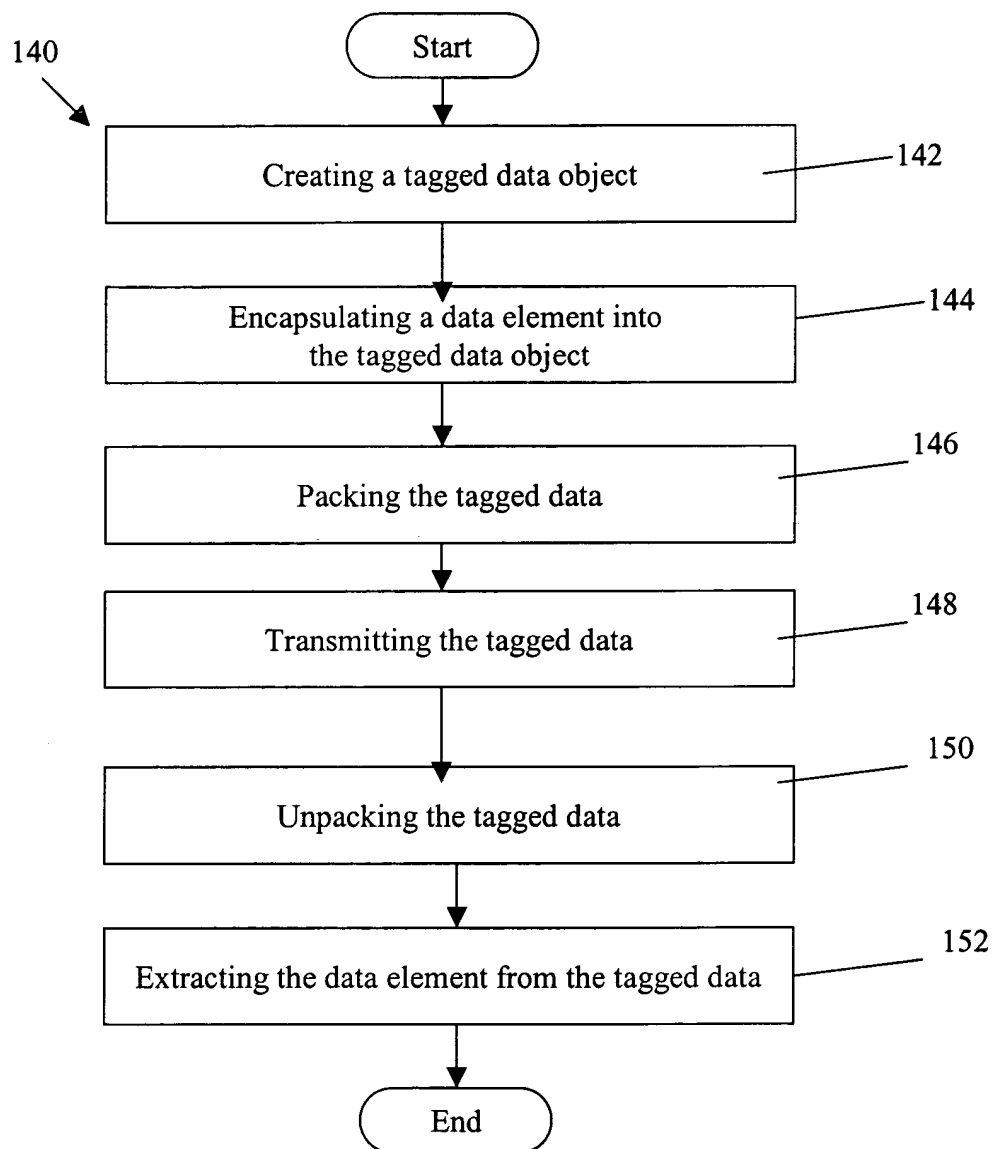 Start
140
Creating a tagged data object
142
Encapsulating a data element into
the tagged data object
144
Packing the tagged data
146
Transmitting the tagged data
148
Unpacking the tagged data
150
Extracting the data element from the tagged data
152
End